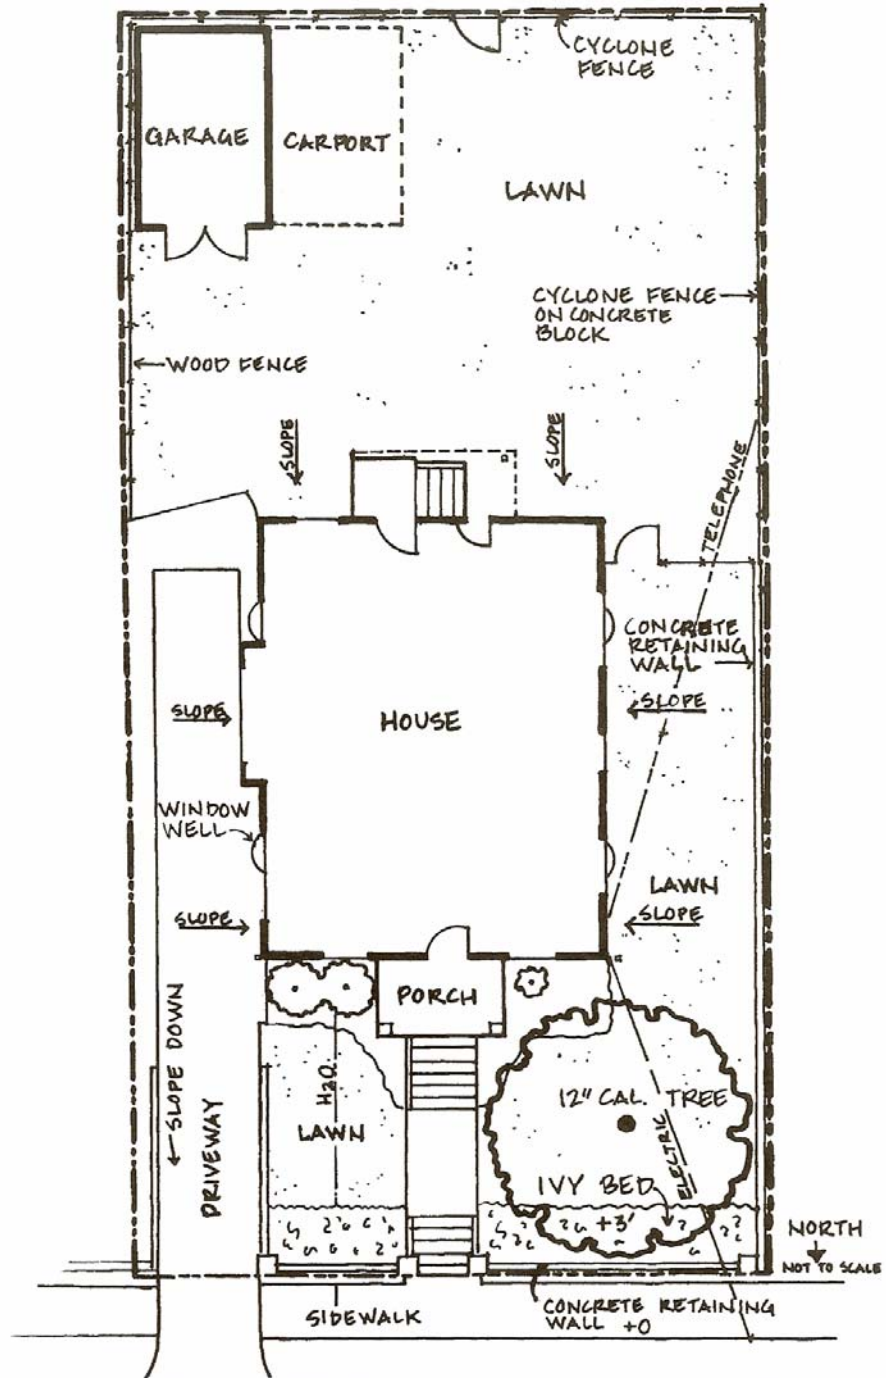 CYCLONE
FENCE
GARAGE
CARPORT
LAWN
CYCLONE FENCE
ON CONCRETE
BLOCK
WOOD FENCE
SLOPE
SLOPE
TELEPHONE
CONCRETE
RETAINING
WALL
SLOPE
SLOPE
HOUSE
WINDOW
WELL
LAWN
SLOPE
SLOPE
PORCH
SLOPE DOWN
H2O
12" CAL. TREE
LAWN
ELECTRIC
DRIVEWAY
IVY BED
+3'
NORTH
NOT TO SCALE
SIDEWALK
CONCRETE RETAINING
WALL +0